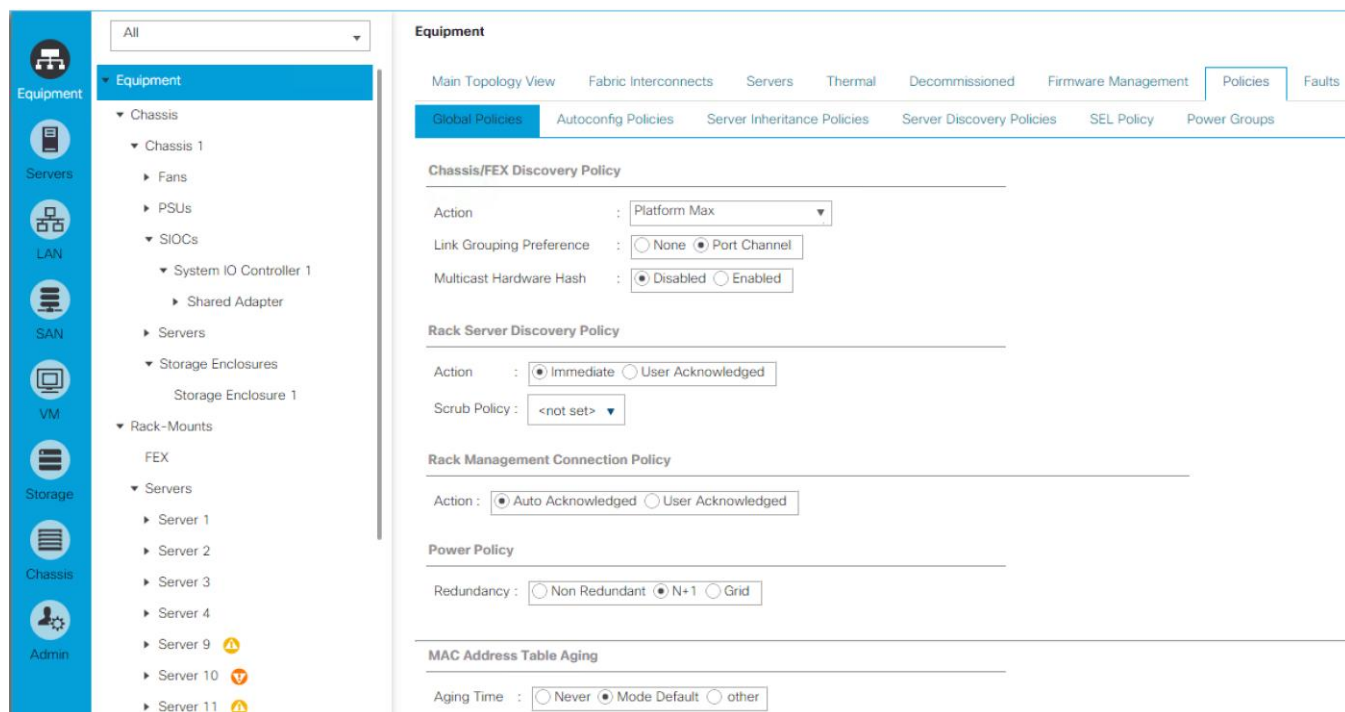 Equipment
Servers
LAN
SAN
VM
Storage
Chassis
Admin
All
Equipment
Chassis
Chassis 1
Fans
PSUs
SIOCs
System IO Controller 1
Shared Adapter
Servers
Storage Enclosures
Storage Enclosure 1
Rack-Mounts
FEX
Servers
Server 1
Server 2
Server 3
Server 4
Server 9
Server 10
Server 11
Equipment
Main Topology View Fabric Interconnects Servers Thermal Decommissioned Firmware Management Policies Faults
Global Policies Autoconfig Policies Server Inheritance Policies Server Discovery Policies SEL Policy Power Groups
Chassis/FEX Discovery Policy
Action : Platform Max
Link Grouping Preference : None Port Channel
Multicast Hardware Hash : Disabled Enabled
Rack Server Discovery Policy
Action : Immediate User Acknowledged
Scrub Policy : <not set>
Rack Management Connection Policy
Action : Auto Acknowledged User Acknowledged
Power Policy
Redundancy : Non Redundant N+1 Grid
MAC Address Table Aging
Aging Time : Never Mode Default other